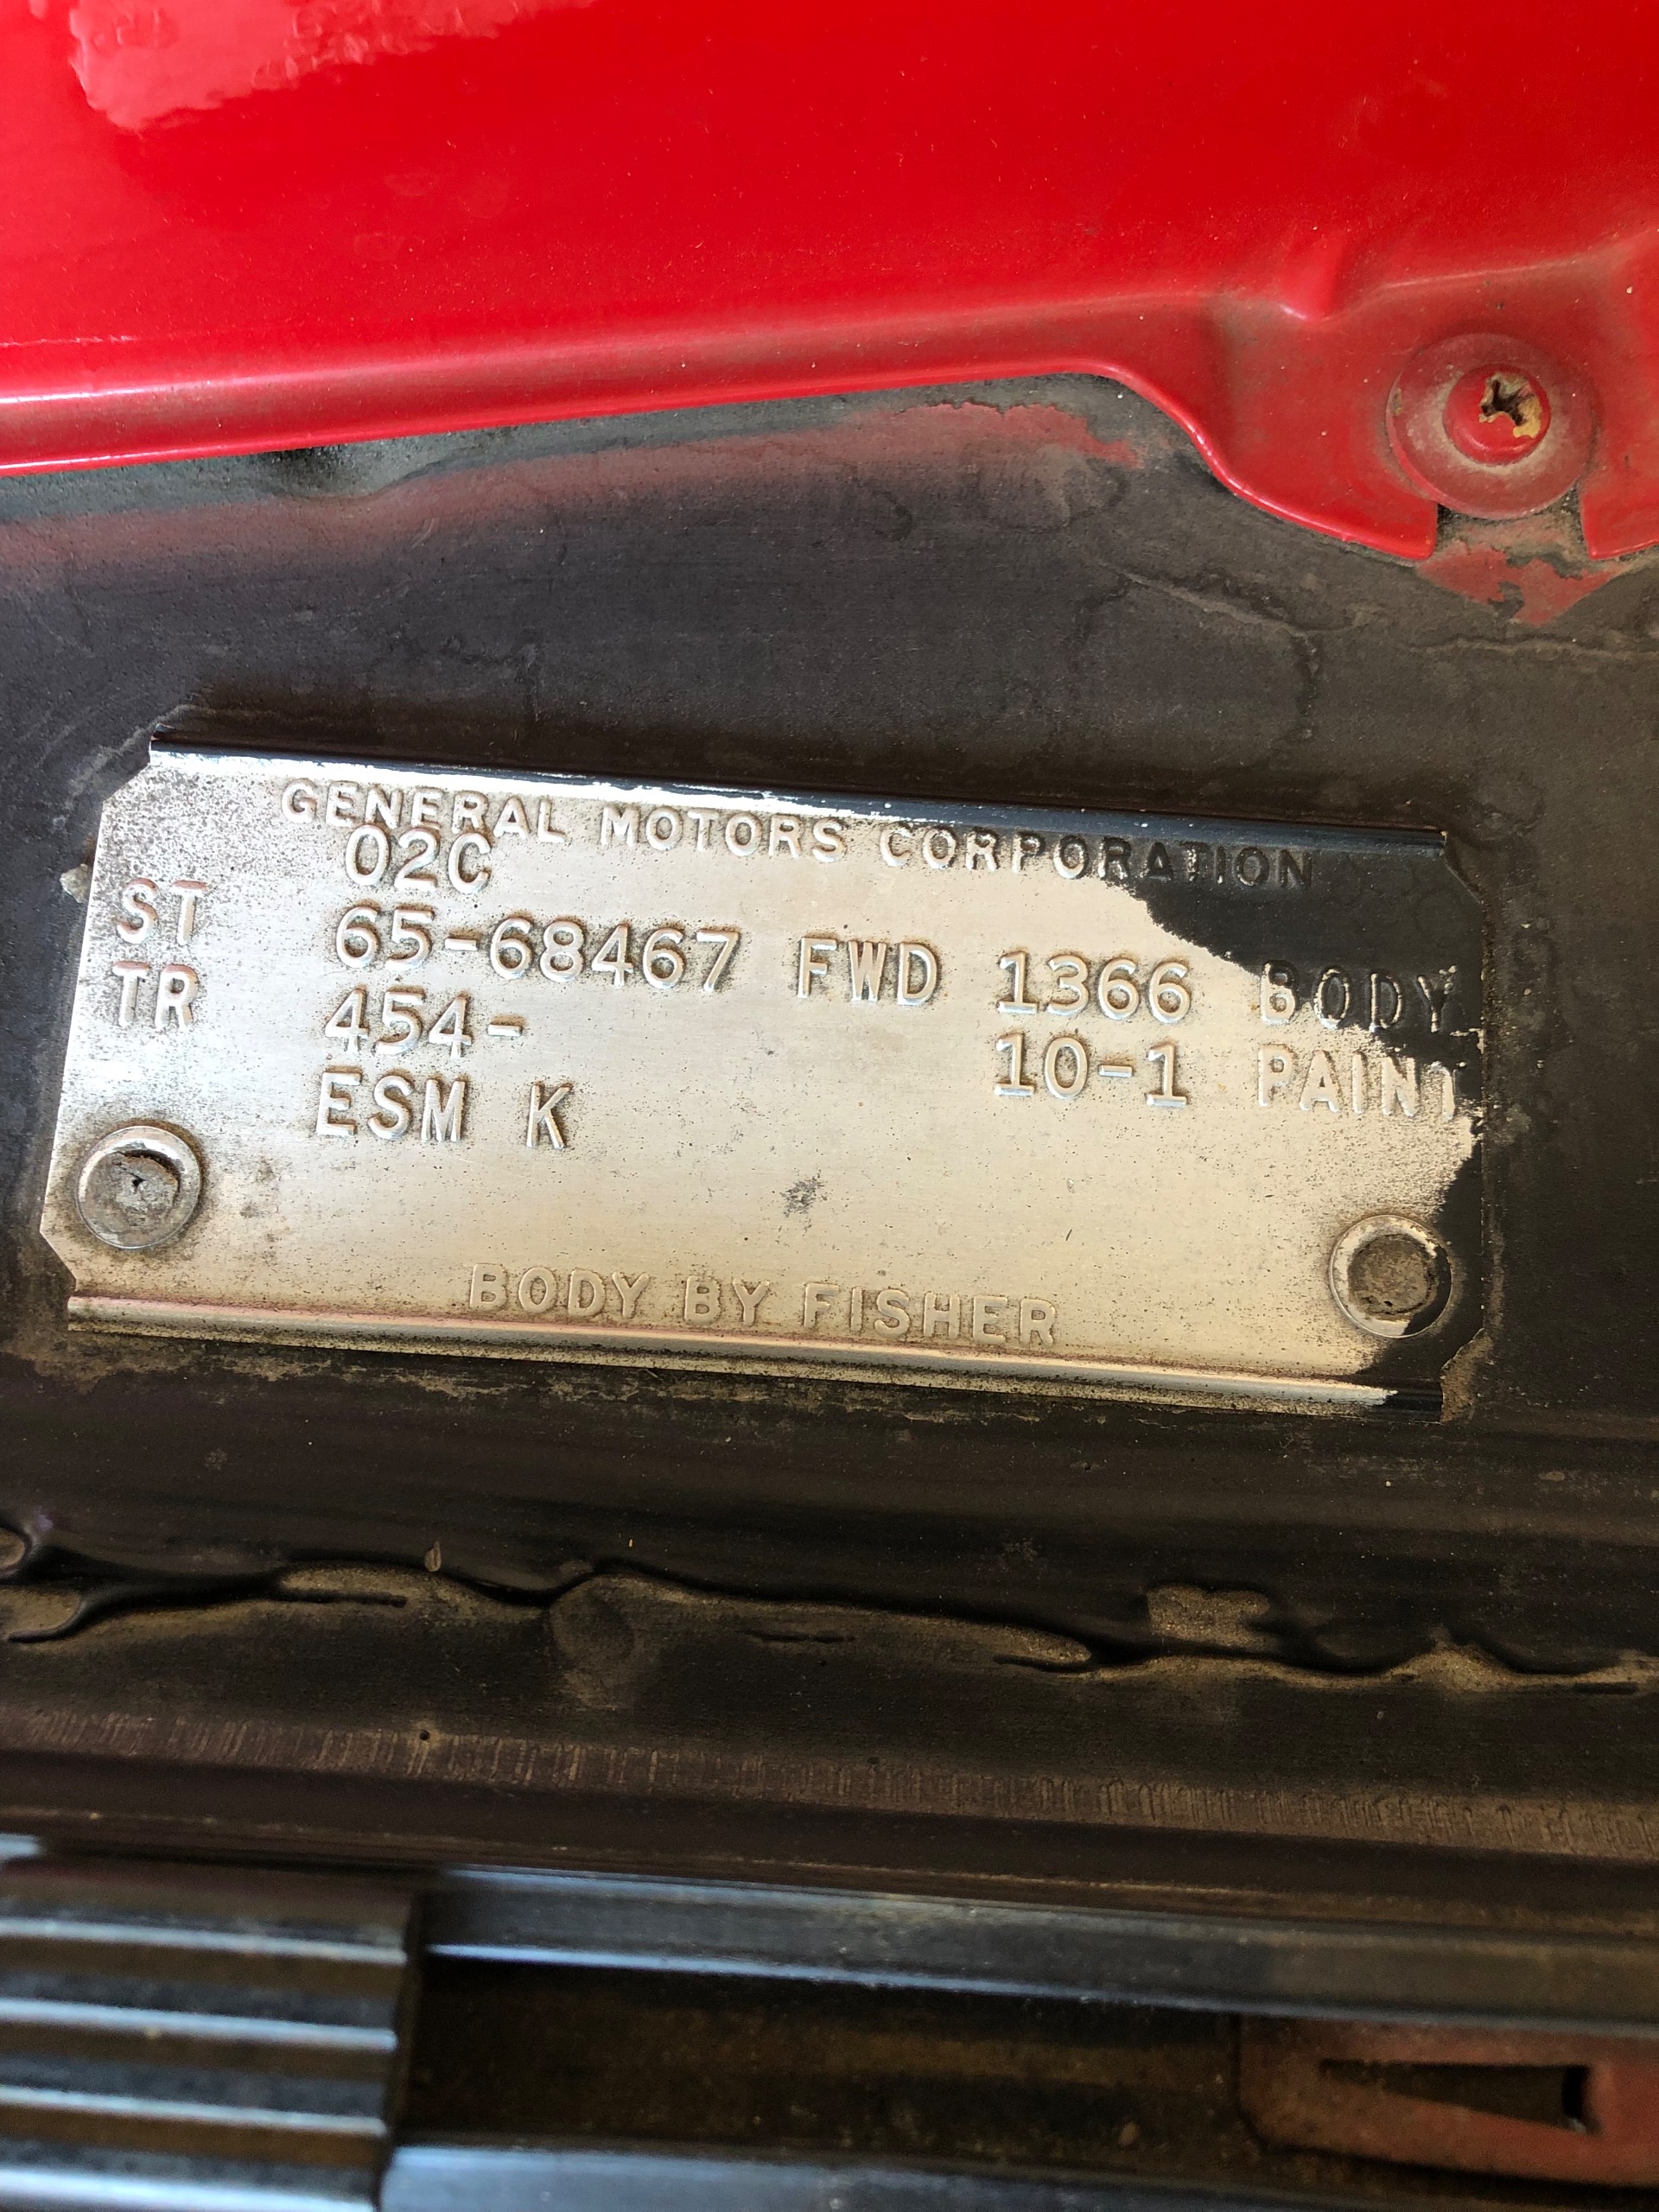 GENERAL MOTORS CORPORATION
02C
ST 65-68467 FWD 1366 BODY
TR 454- 10-1 PAINT
ESM K
BODY BY FISHER